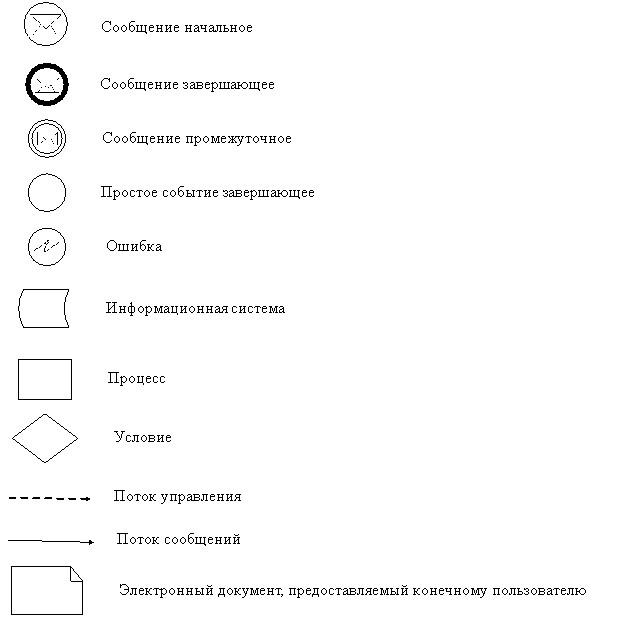 Сообщение начальное
Сообщение завершающее
Сообщение промежуточное
Простое событие завершающее
Ошибка
Информационная система
Процесс
Условие
Поток управления
Поток сообщений
Электронный документ, предоставляемый конечному пользователю